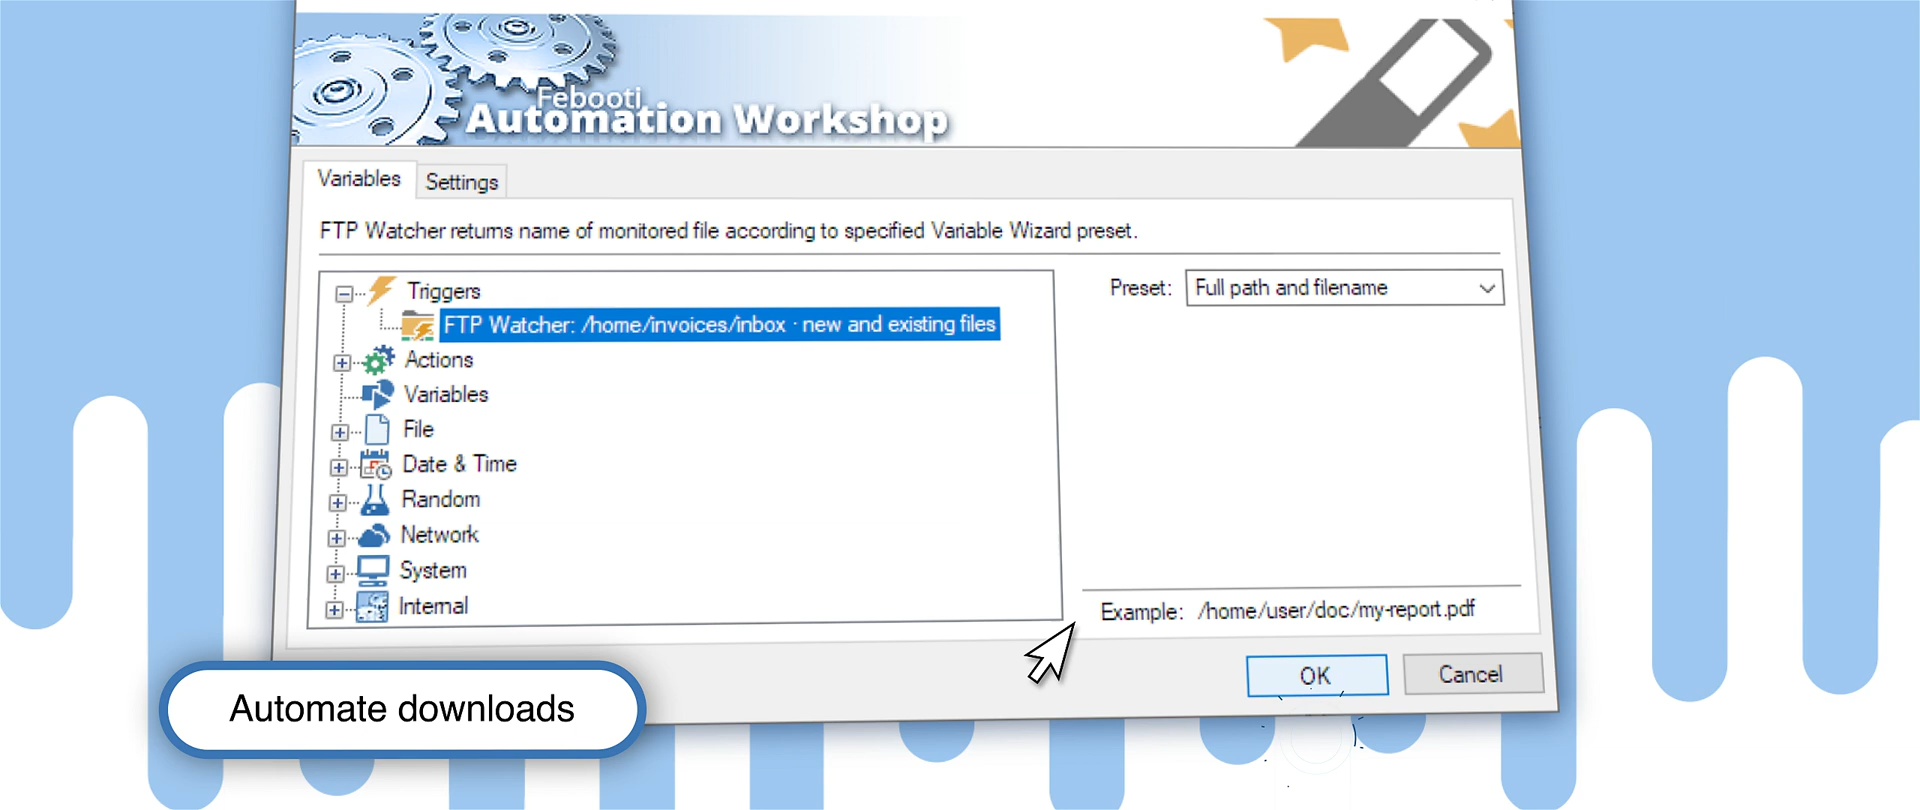 Febooti
Automation Workshop
Variables
Settings
FTP Watcher returns name of monitored file according to specified Variable Wizard preset.
Triggers
FTP Watcher: /home/invoices/inbox · new and existing files
Actions
Variables
File
Date & Time
Random
Network
System
Internal
Preset: Full path and filename
Example: /home/user/doc/my-report.pdf
OK
Cancel
Automate downloads